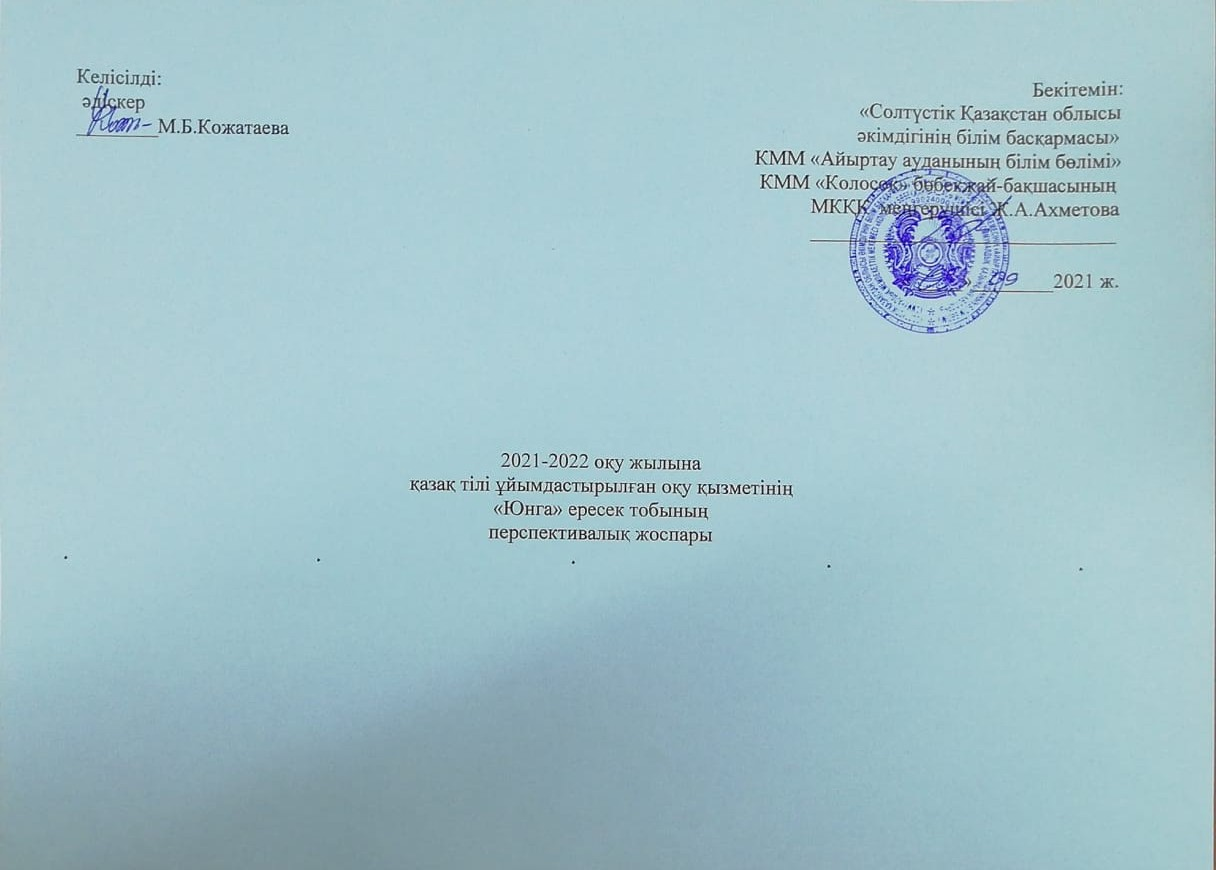 Келісілді:
әдіскер
М.Б.Кожатаева
Бекітемін:
«Солтүстік Қазақстан облысы
әкімдігінің білім басқармасы»
КММ «Айыртау ауданының білім бөлімі»
КММ «Колосок» бөбекжай-бақшасының
МКҚК меңгерушісі Ж.А.Ахметова
09 2021 ж.
2021-2022 оқу жылына
қазақ тілі ұйымдастырылған оқу қызметінің
«Юнга» ересек тобының
перспективалық жоспары